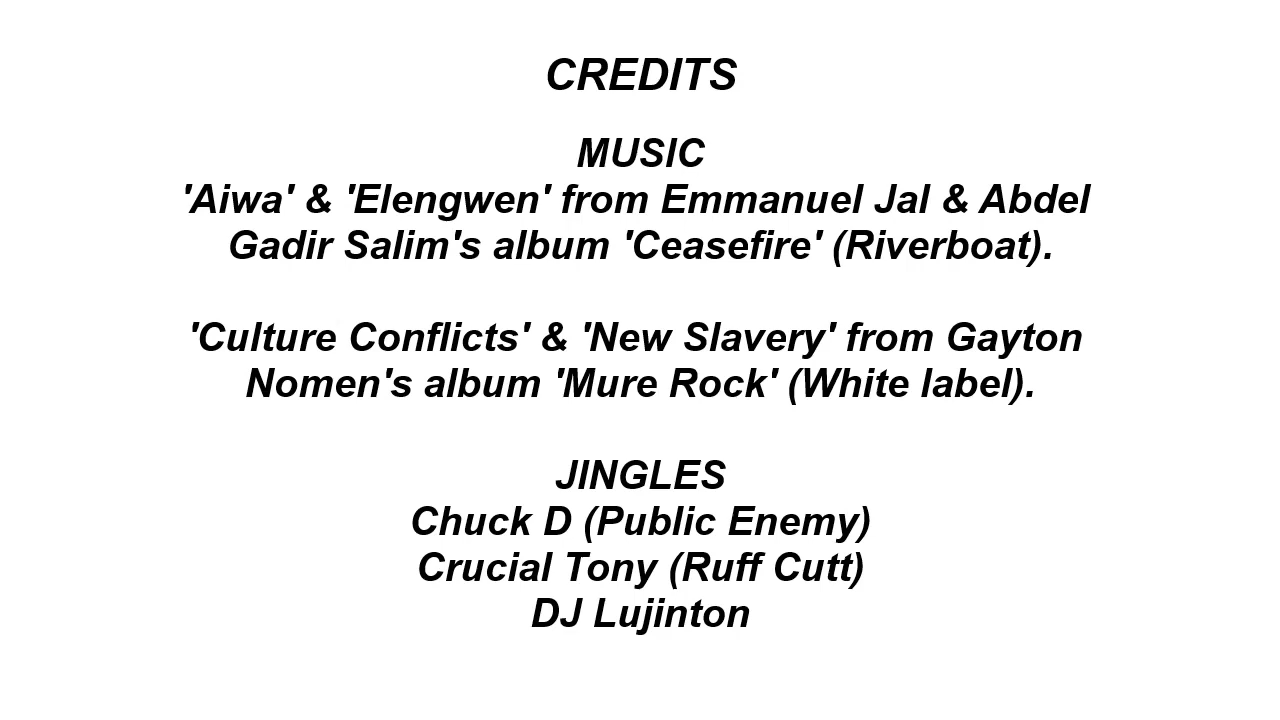 CREDITS
MUSIC
'Aiwa' & 'Elengwen' from Emmanuel Jal & Abdel
Gadir Salim's album 'Ceasefire' (Riverboat).
'Culture Conflicts' & 'New Slavery' from Gayton
Nomen's album 'Mure Rock' (White label).
JINGLES
Chuck D (Public Enemy)
Crucial Tony (Ruff Cutt)
DJ Lujinton